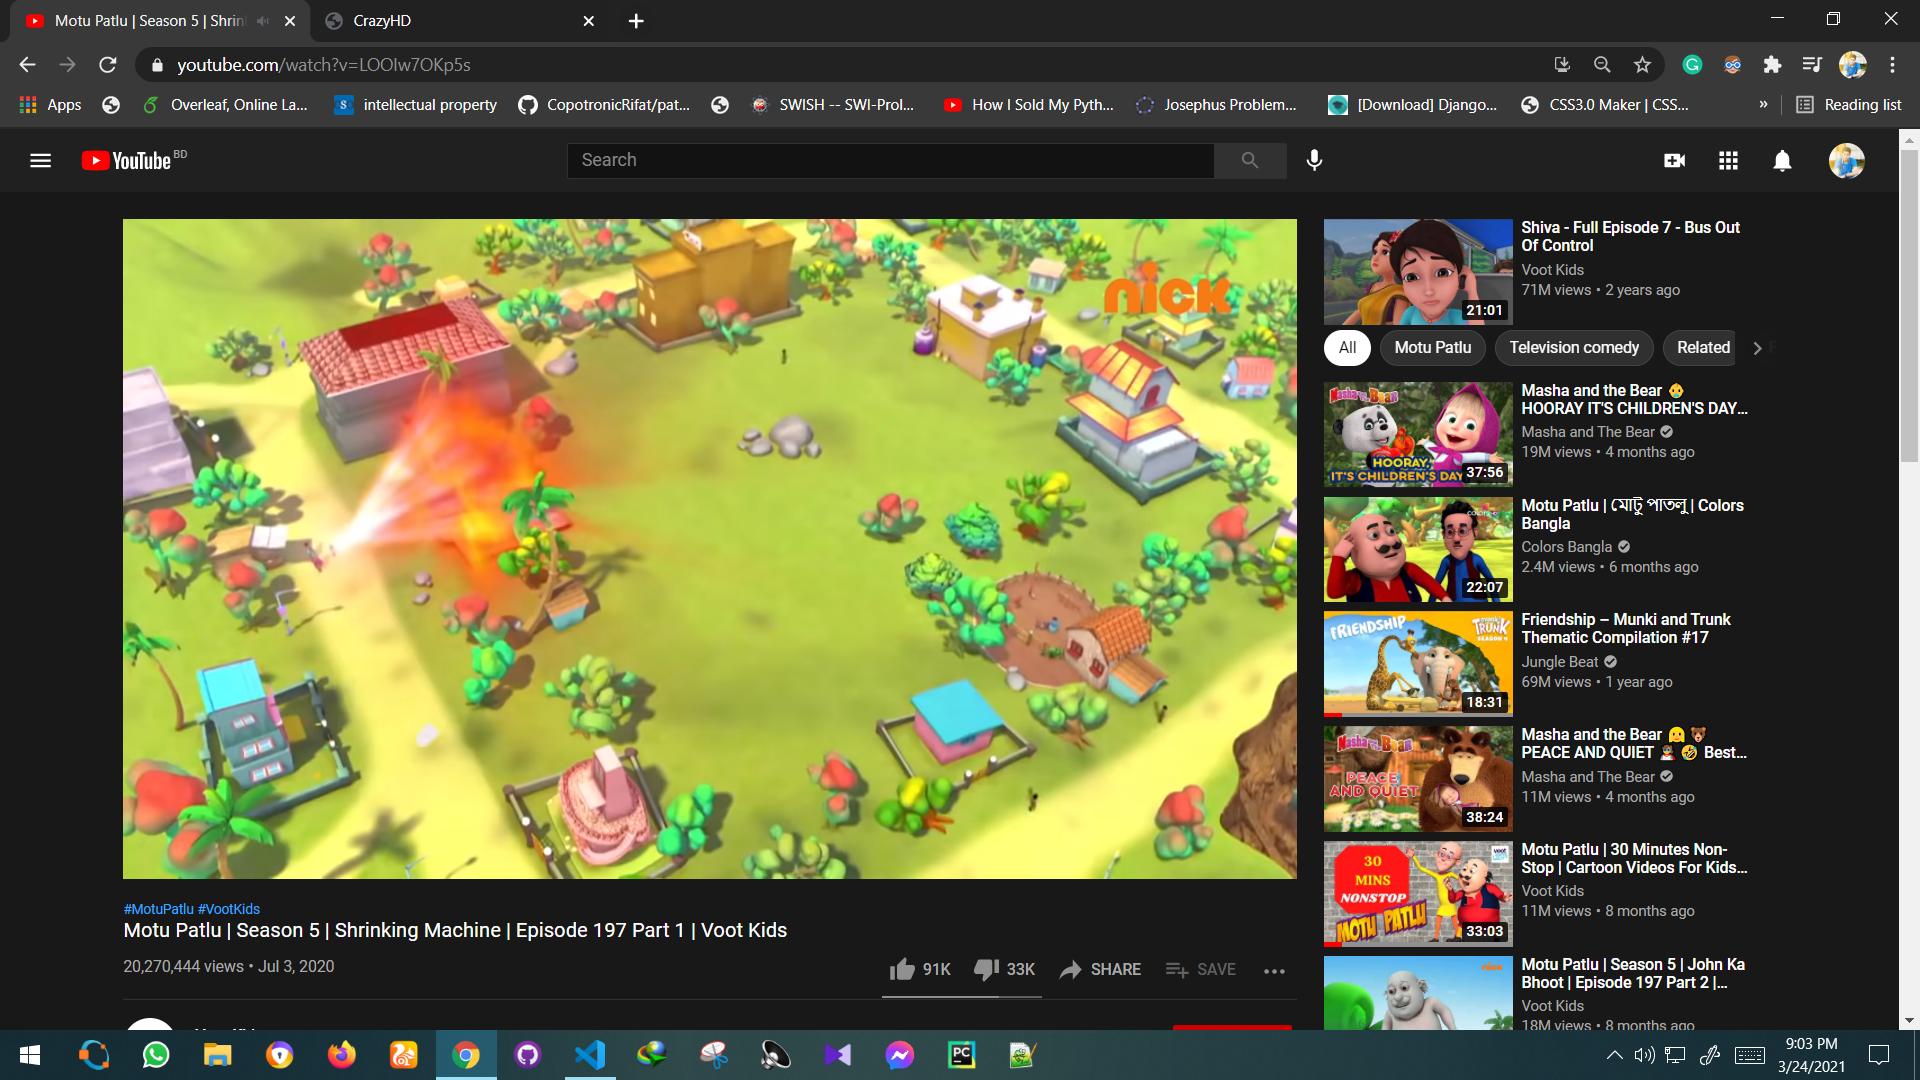 Motu Patlu | Season 5 | Shrin
CrazyHD
youtube.com/watch?v=LOOIw7OKp5s
Apps
Overleaf, Online La...
intellectual property
CopotronicRifat/pat...
SWISH -- SWI-Prol...
How I Sold My Pyth...
Josephus Problem...
[Download] Django...
CSS3.0 Maker | CSS...
»
Reading list
YouTube BD
Search
nick
Shiva - Full Episode 7 - Bus Out
Of Control
Voot Kids
71M views • 2 years ago
21:01
All
Motu Patlu
Television comedy
Related
Masha and the Bear 😢
HOORAY IT'S CHILDREN'S DAY...
Masha and The Bear
19M views • 4 months ago
HOORAY,
IT'S CHILDREN'S DAY
37:56
Motu Patlu | মোটু পাতলু | Colors
Bangla
Colors Bangla
2.4M views • 6 months ago
22:07
Friendship – Munki and Trunk
Thematic Compilation #17
Jungle Beat
69M views • 1 year ago
FRIENDSHIP
TRUNK
18:31
Masha and the Bear 👱‍♀️🐻
PEACE AND QUIET 👩‍🎓🤣 Best...
Masha and The Bear
11M views • 4 months ago
PEACE
AND QUIET
38:24
Motu Patlu | 30 Minutes Non-
Stop | Cartoon Videos For Kids...
Voot Kids
11M views • 8 months ago
30
MINS
NONSTOP
MOTU PATLU
33:03
Motu Patlu | Season 5 | John Ka
Bhoot | Episode 197 Part 2 |...
Voot Kids
18M views • 8 months ago
#MotuPatlu #VootKids
Motu Patlu | Season 5 | Shrinking Machine | Episode 197 Part 1 | Voot Kids
20,270,444 views • Jul 3, 2020
91K
33K
SHARE
SAVE
9:03 PM
3/24/2021